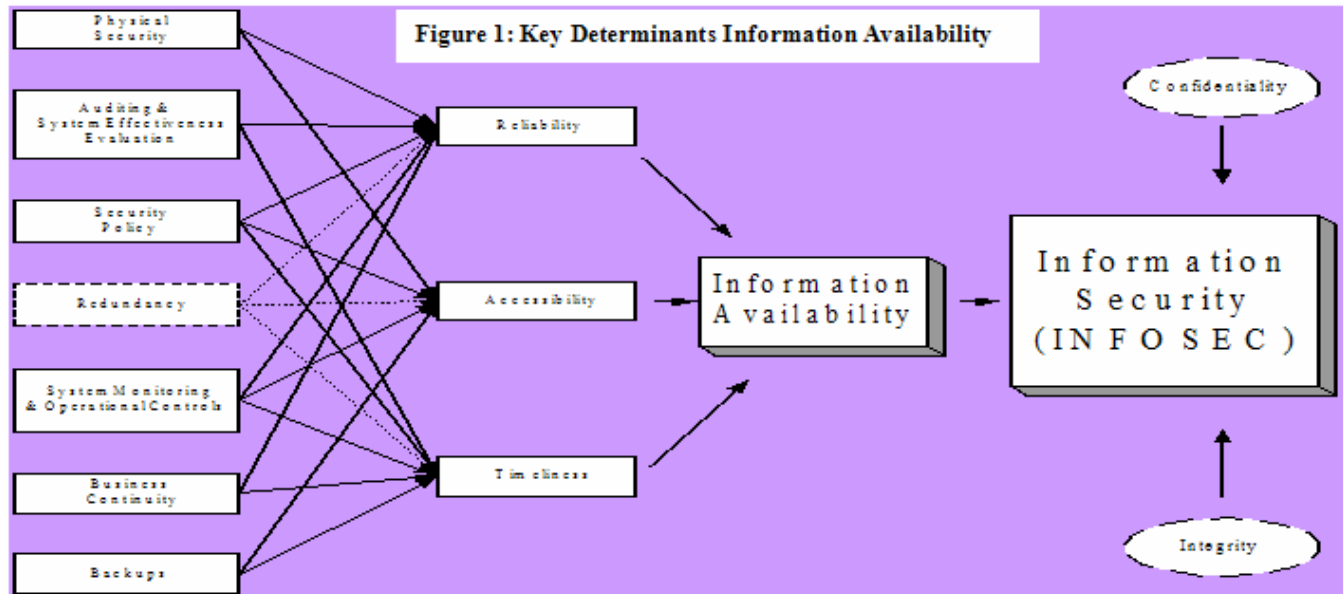 Figure 1: Key Determinants Information Availability
Physical
Security
Auditing &
System Effectiveness
Evaluation
Security
Policy
Redundancy
System Monitoring
& Operational Controls
Business
Continuity
Backups
Reliability
Accessibility
Timeliness
Information
Availability
Confidentiality
Information
Security
(INFOSEC)
Integrity